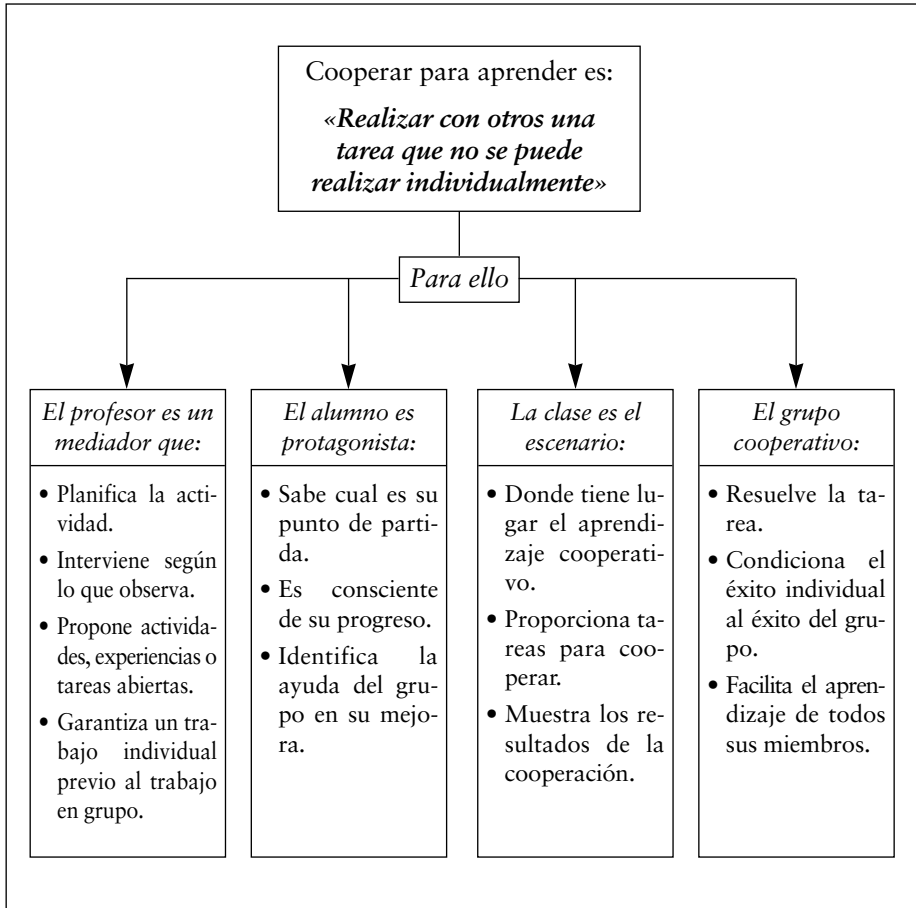 Cooperar para aprender es:
«Realizar con otros una
tarea que no se puede
realizar individualmente»
Para ello
El profesor es un
mediador que:
• Planifica la acti-
vidad.
• Interviene según
lo que observa.
• Propone activida-
des, experiencias o
tareas abiertas.
• Garantiza un tra-
bajo individual
previo al trabajo
en grupo.
El alumno es
protagonista:
• Sabe cual es su
punto de parti-
da.
• Es consciente
de su progreso.
• Identifica la
ayuda del gru-
po en su mejo-
ra.
La clase es el
escenario:
• Donde tiene lu-
gar el aprendi-
zaje cooperati-
vo.
• Proporciona ta-
reas para coo-
perar.
• Muestra los re-
sultados de la
cooperación.
El grupo
cooperativo:
• Resuelve la ta-
rea.
• Condiciona el
éxito individual
al éxito del gru-
po.
• Facilita el apren-
dizaje de todos
sus miembros.